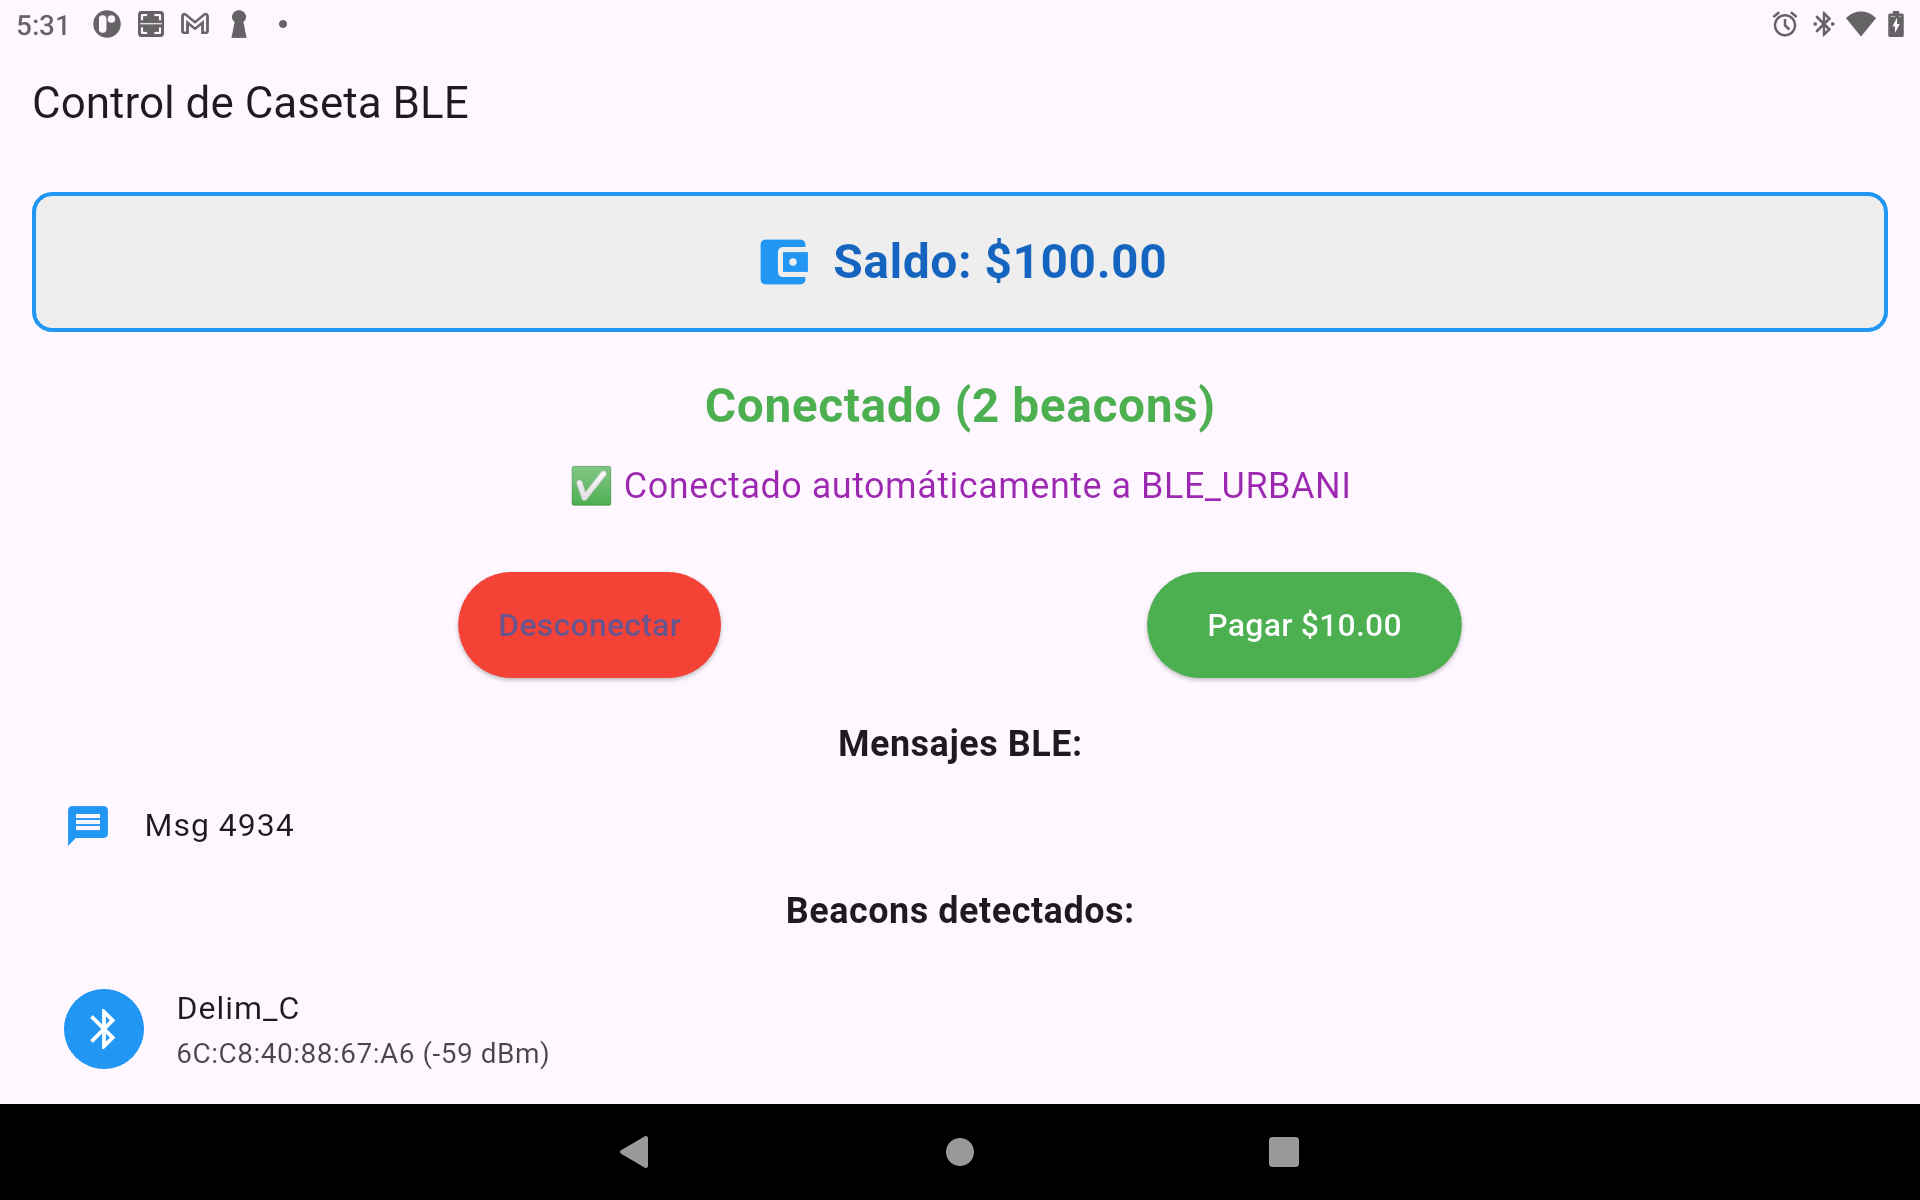 5:31
Control de Caseta BLE
Saldo: $100.00
Conectado (2 beacons)
✅ Conectado automáticamente a BLE_URBANI
Desconectar
Pagar $10.00
Mensajes BLE:
Msg 4934
Beacons detectados:
Delim_C
6C:C8:40:88:67:A6 (-59 dBm)